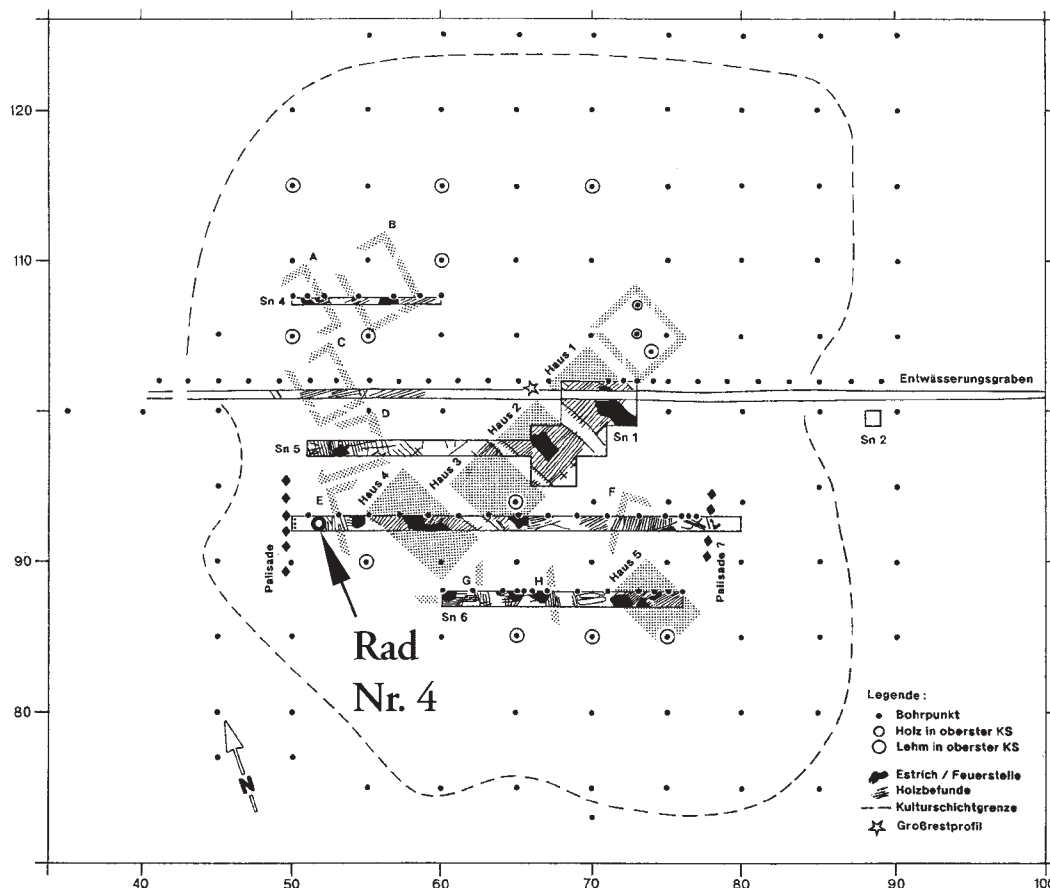 120
110
90
80
40
50
60
70
80
90
100
A
B
Sn 4
C
Haus 1
Entwässerungsgraben
D
Haus 2
Sn 1
Sn 2
Sn 5
Haus 3
Haus 4
E
F
Palisade
Palisade ?
G
H
Haus 5
Sn 6
Rad
Nr. 4
N
Legende :
Bohrpunkt
Holz in oberster KS
Lehm in oberster KS
Estrich / Feuerstelle
Holzbefunde
Kulturschichtgrenze
Großrestprofil